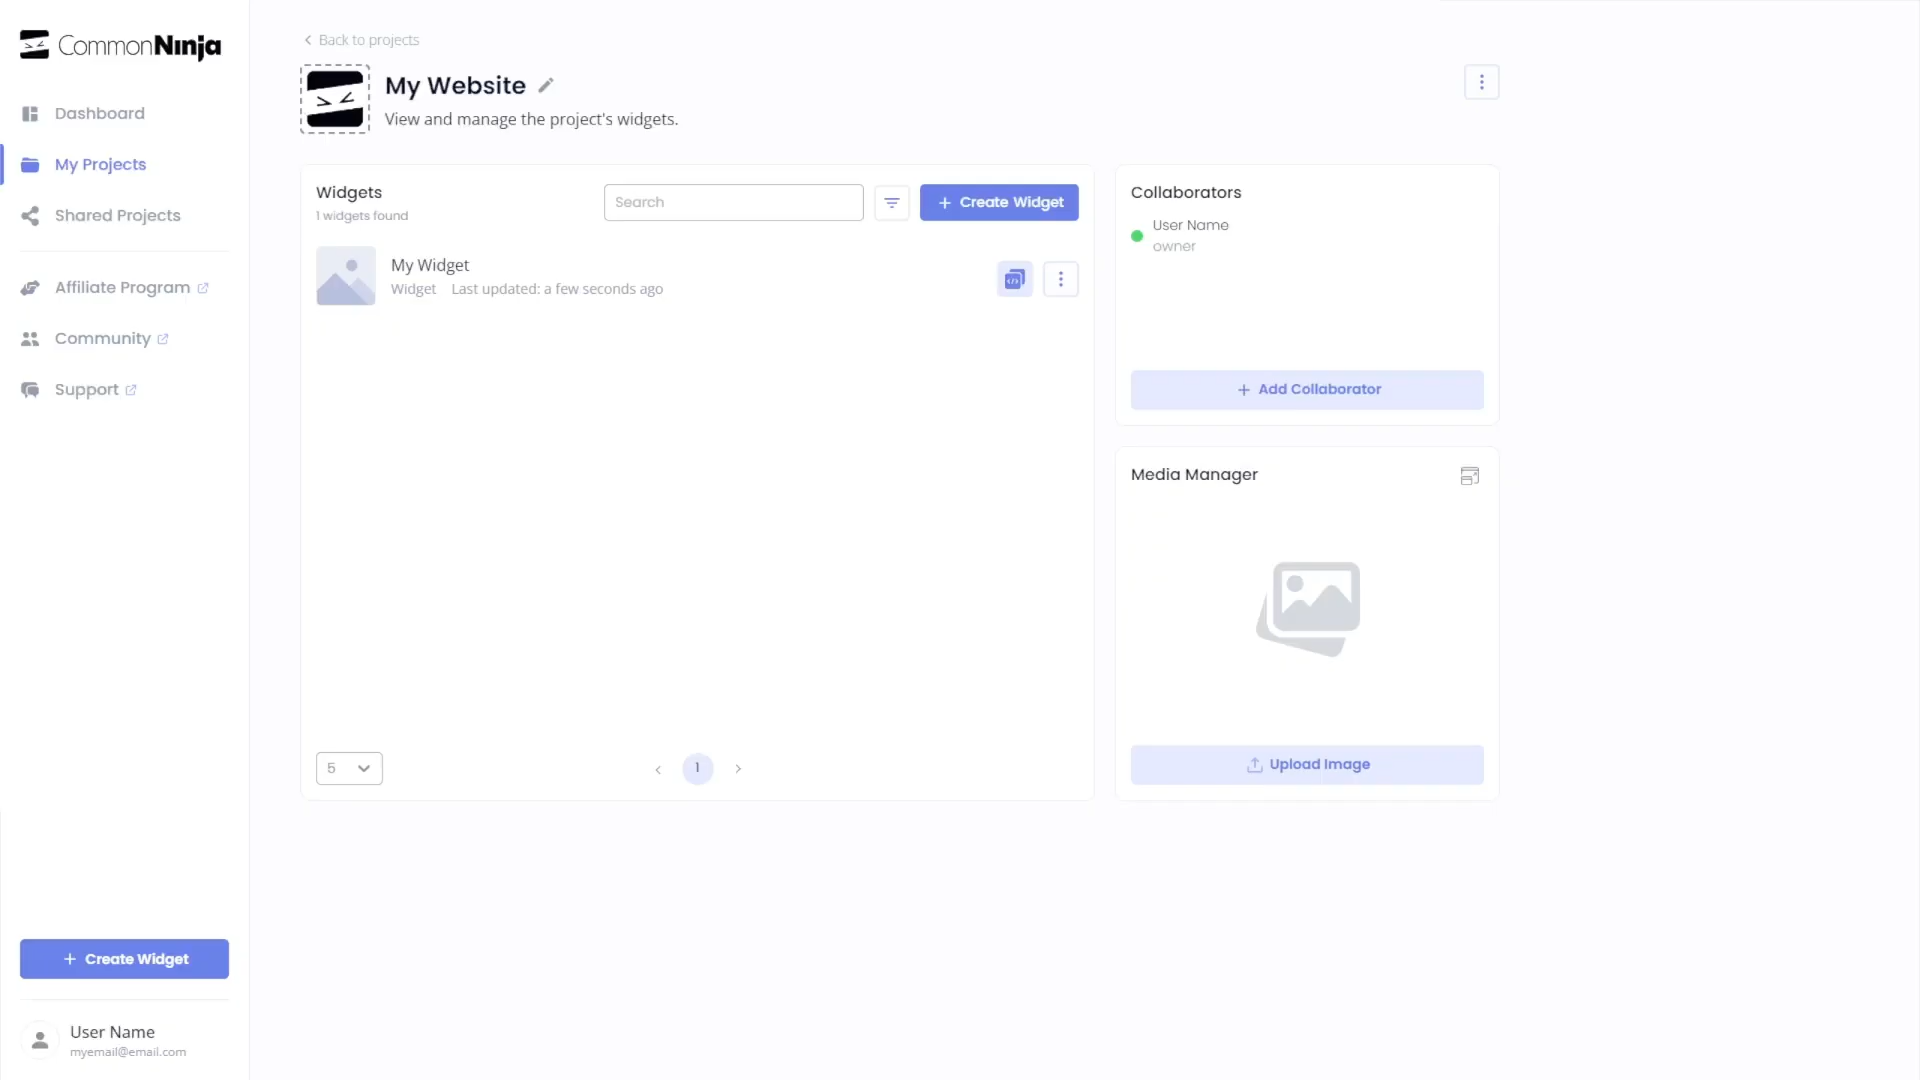 CommonNinja
Dashboard
My Projects
Shared Projects
Affiliate Program
Community
Support
Create Widget
User Name
myemail@email.com
Back to projects
My Website
View and manage the project's widgets.
Widgets
1 widgets found
Search
Create Widget
My Widget
Widget Last updated: a few seconds ago
5
1
Collaborators
User Name
owner
Add Collaborator
Media Manager
Upload Image